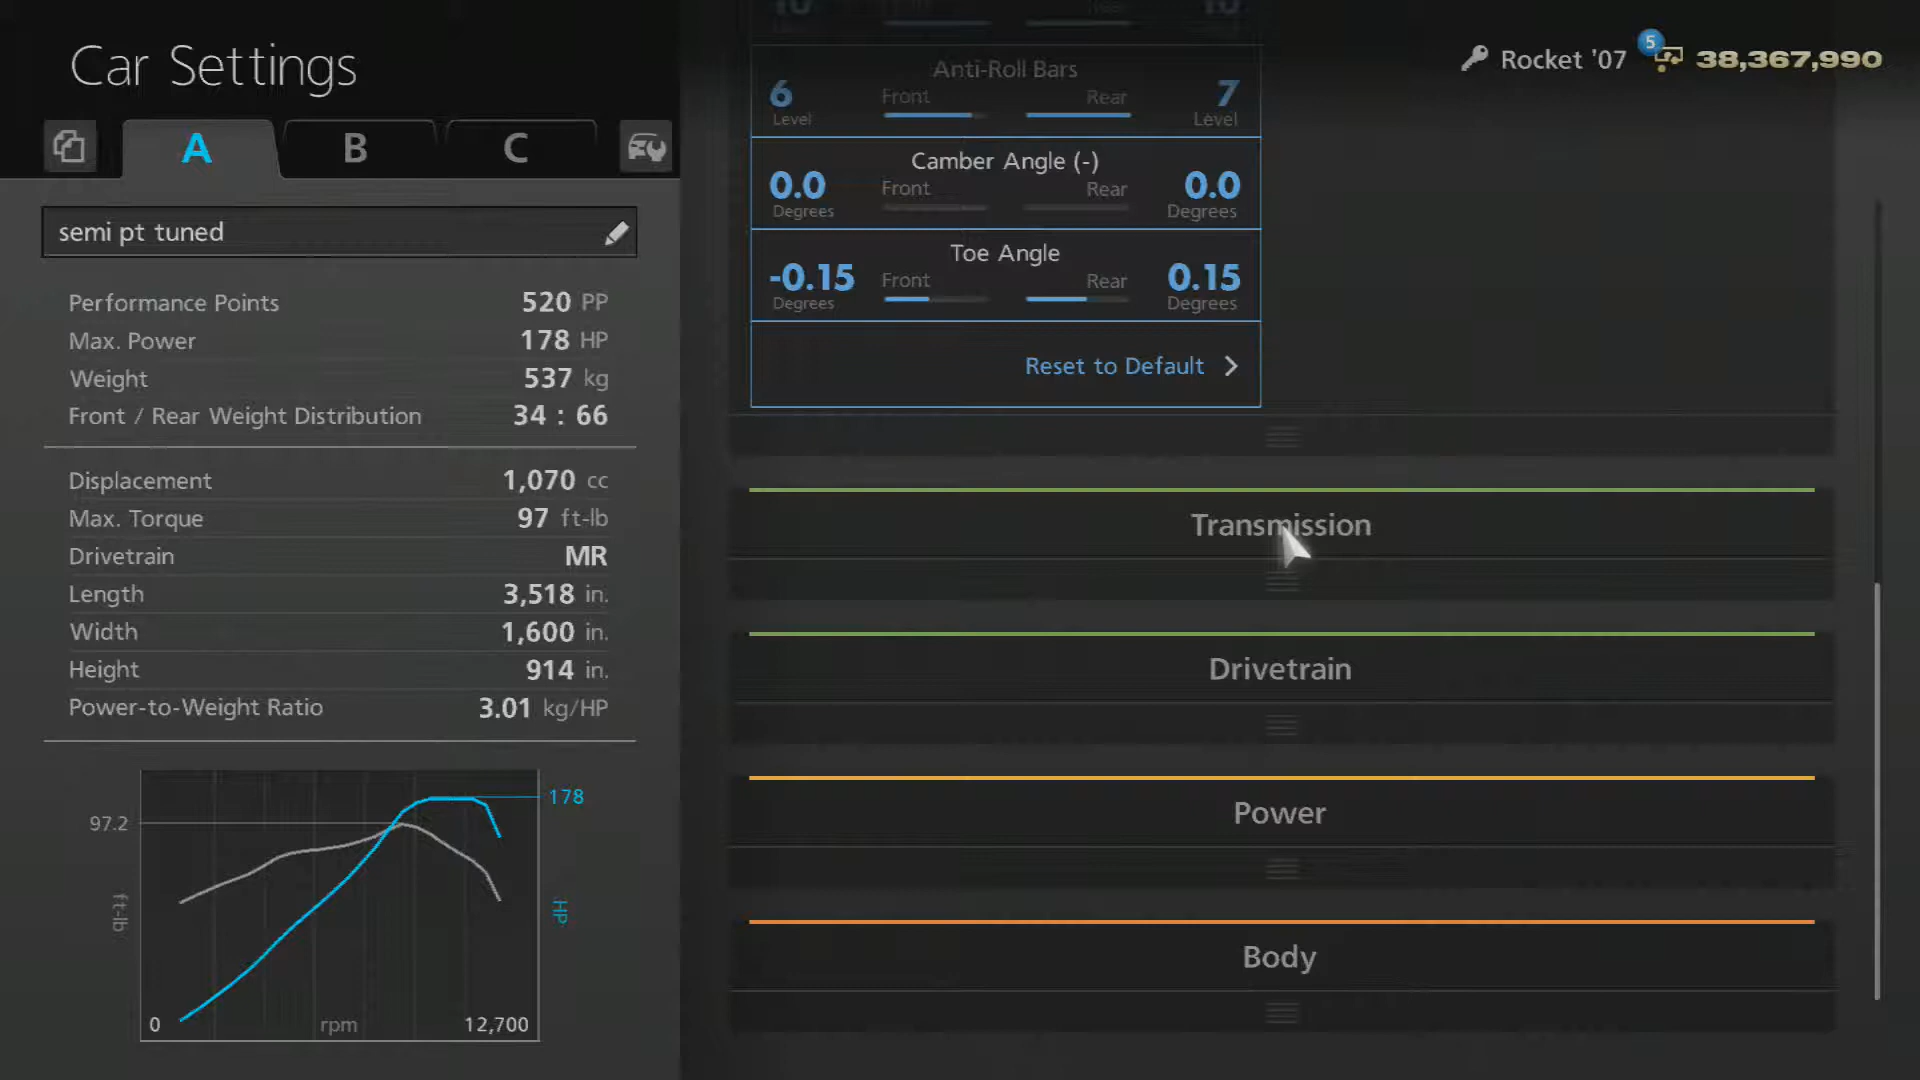 Car Settings
A
B
C
semi pt tuned
Performance Points 520 PP
Max. Power 178 HP
Weight 537 kg
Front / Rear Weight Distribution 34 : 66
Displacement 1,070 cc
Max. Torque 97 ft-lb
Drivetrain MR
Length 3,518 in.
Width 1,600 in.
Height 914 in.
Power-to-Weight Ratio 3.01 kg/HP
178
97.2
ft-lb
HP
0 rpm 12,700
Rocket '07 5 38,367,990
Anti-Roll Bars
6 Front Rear 7
Level Level
Camber Angle (-)
0.0 Front Rear 0.0
Degrees Degrees
Toe Angle
-0.15 Front Rear 0.15
Degrees Degrees
Reset to Default
Transmission
Drivetrain
Power
Body